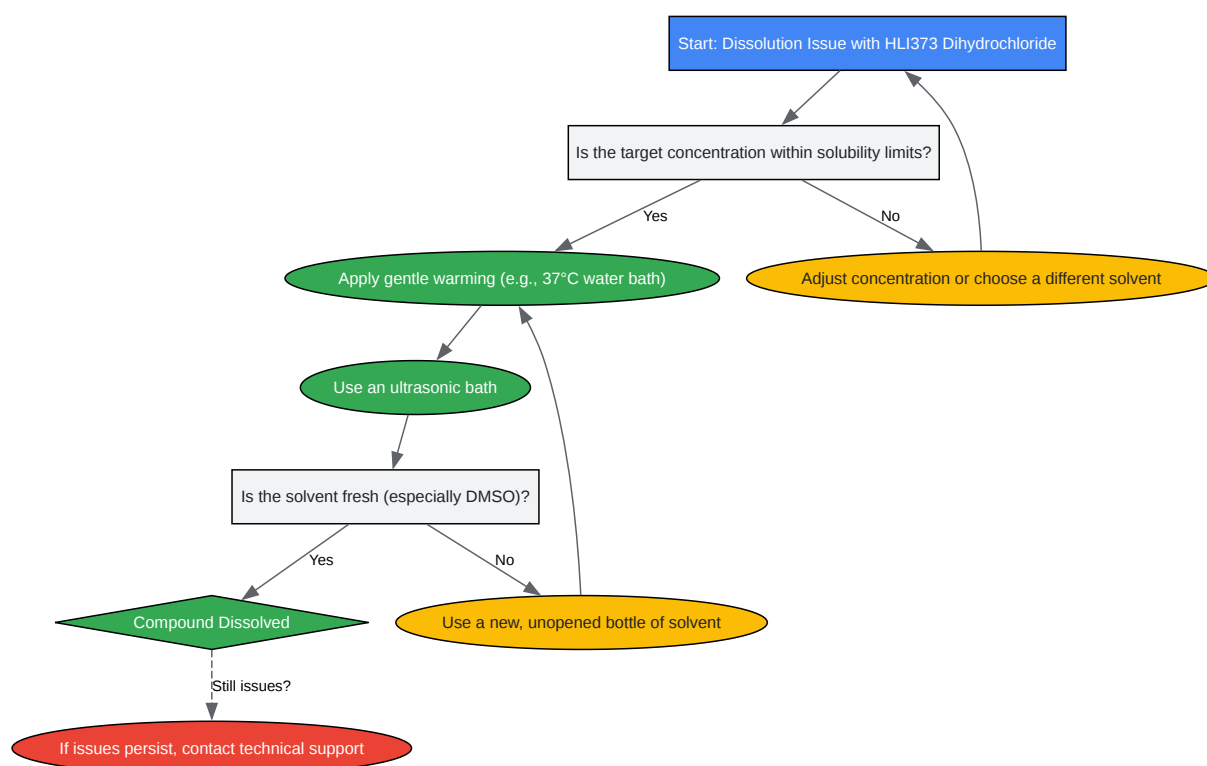 Start: Dissolution Issue with HLI373 Dihydrochloride
Is the target concentration within solubility limits?
Yes
No
Apply gentle warming (e.g., 37°C water bath)
Adjust concentration or choose a different solvent
Use an ultrasonic bath
Is the solvent fresh (especially DMSO)?
Yes
No
Compound Dissolved
Use a new, unopened bottle of solvent
Still issues?
If issues persist, contact technical support